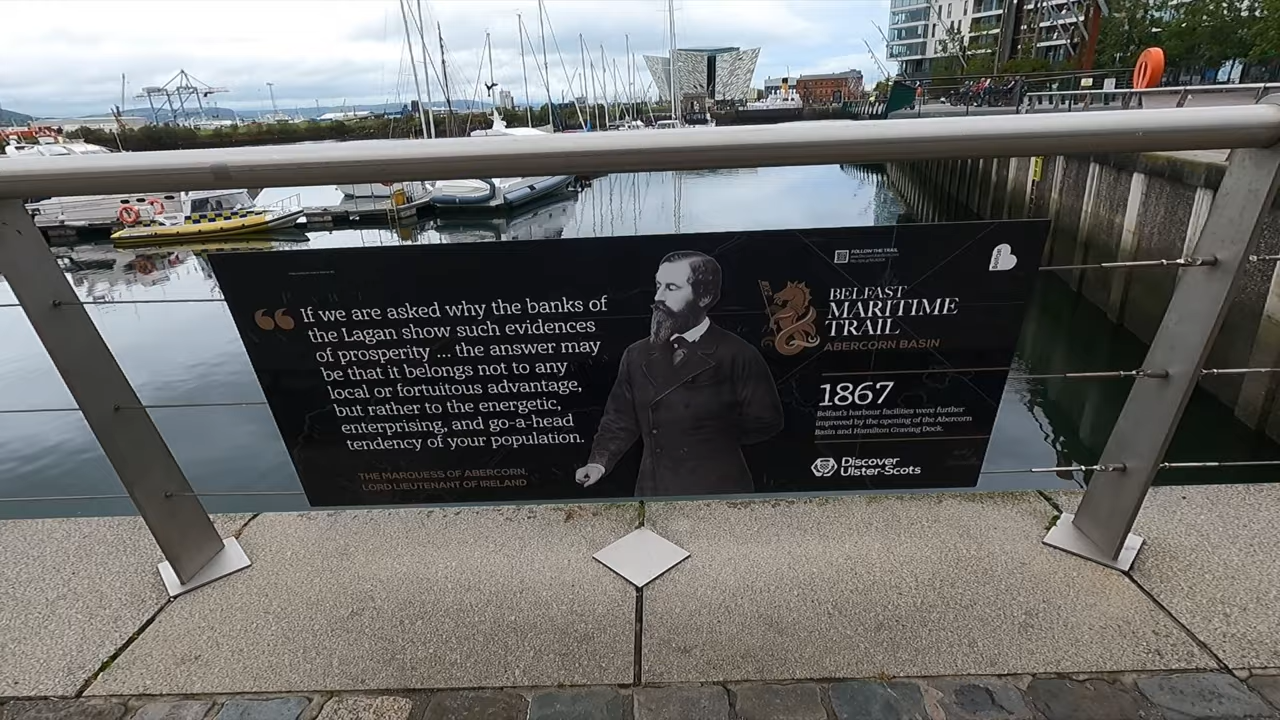 If we are asked why the banks of
the Lagan show such evidences
of prosperity ... the answer may
be that it belongs not to any
local or fortuitous advantage,
but rather to the energetic,
enterprising, and go-a-head
tendency of your population.
THE MARQUESS OF ABERCORN,
LORD LIEUTENANT OF IRELAND
FOLLOW THE TRAIL
Belfast
BELFAST
MARITIME
TRAIL
ABERCORN BASIN
1867
Belfast's harbour facilities were further
improved by the opening of the Abercorn
Basin and Hamilton Graving Dock.
Discover
Ulster-Scots